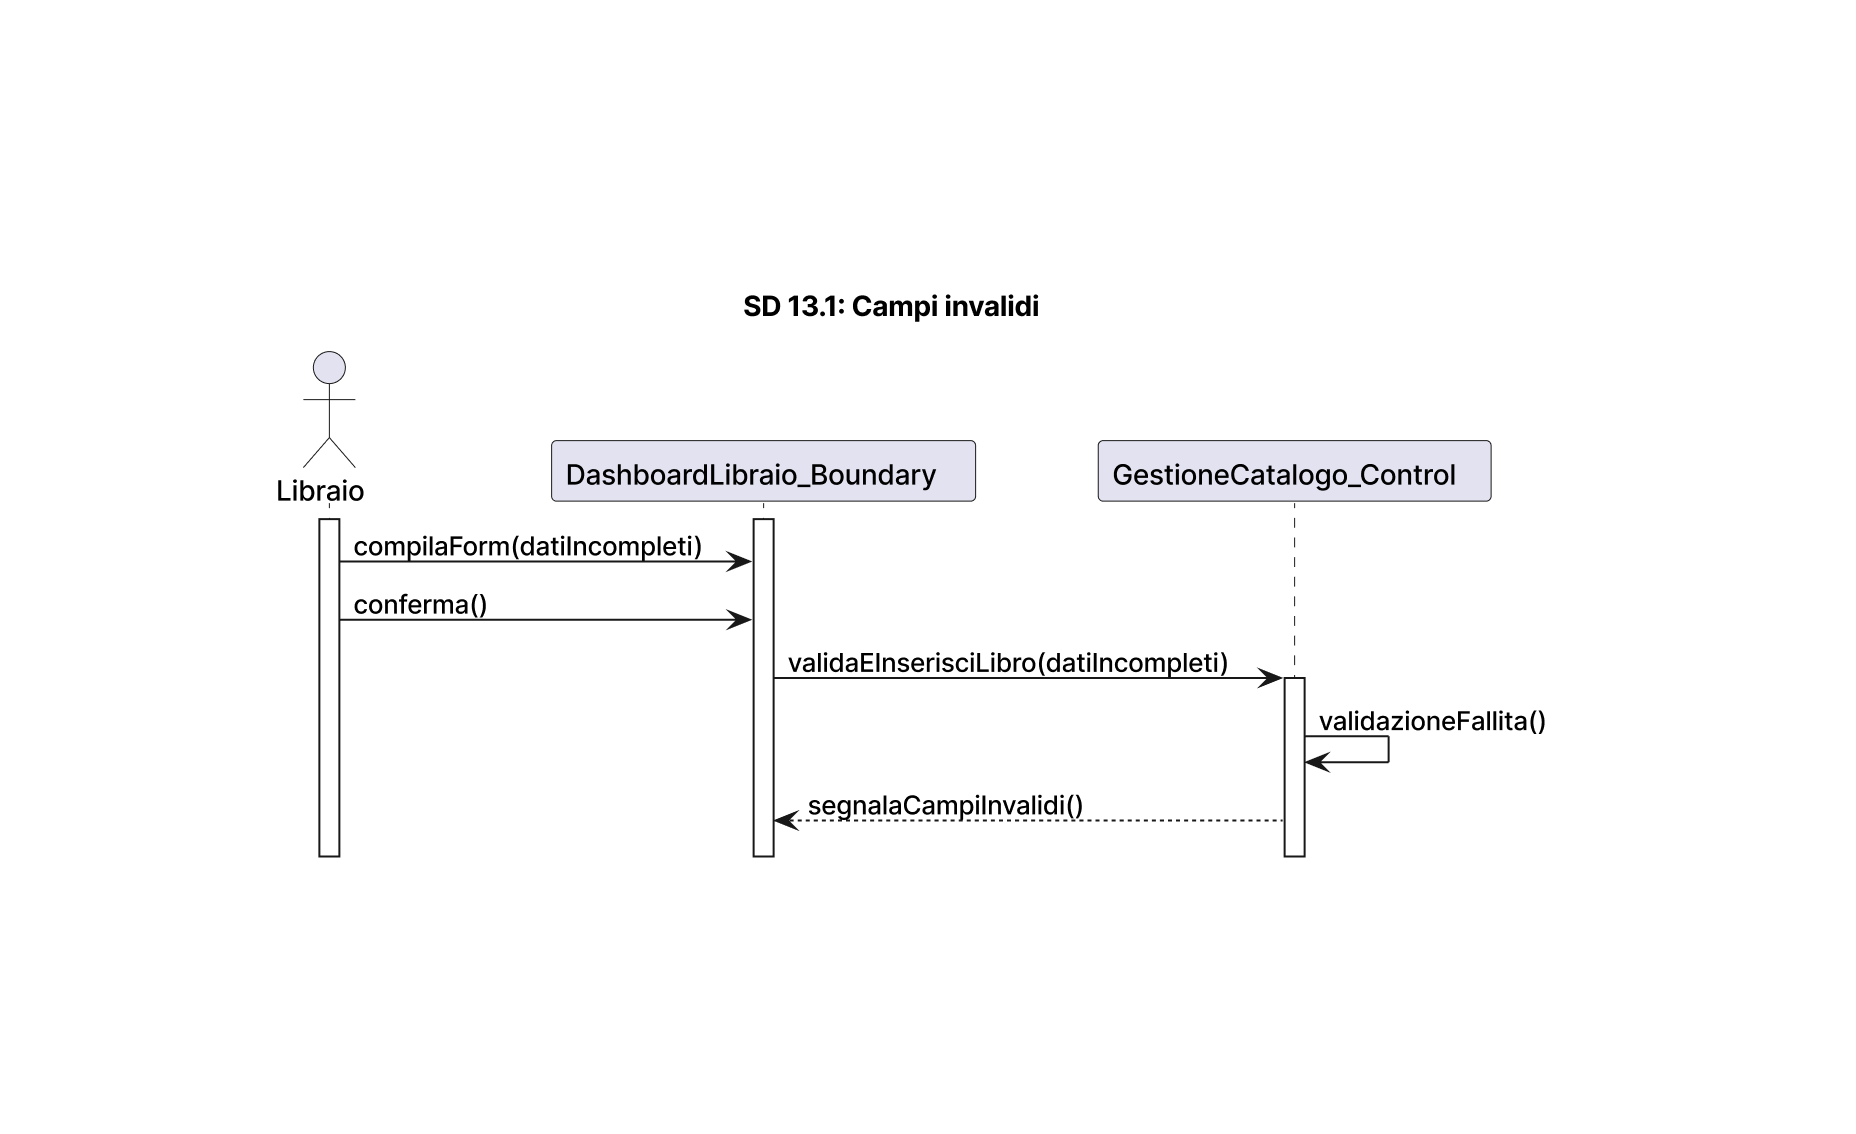 SD 13.1: Campi invalidi
Libraio
DashboardLibraio_Boundary
GestioneCatalogo_Control
compilaForm(datiIncompleti)
conferma()
validaEInserisciLibro(datiIncompleti)
validazioneFallita()
segnalaCampiInvalidi()